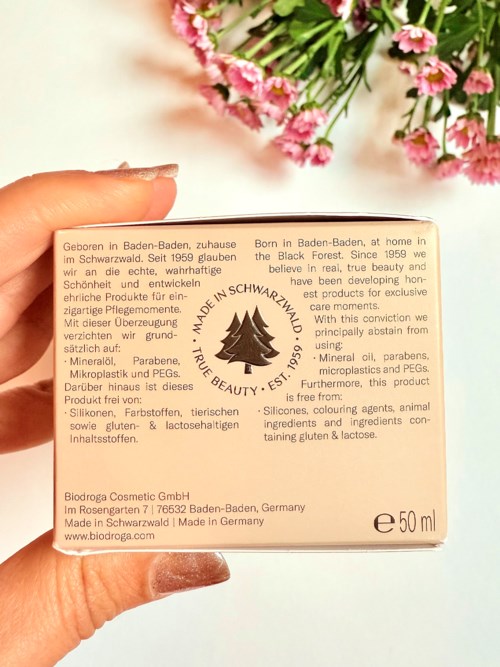 Geboren in Baden-Baden, zuhause
im Schwarzwald. Seit 1959 glauben
wir an die echte, wahrhaftige
Schönheit und entwickeln
ehrliche Produkte für ein-
zigartige Pflegemomente.
Mit dieser Überzeugung
verzichten wir grund-
sätzlich auf:
· Mineralöl, Parabene,
Mikroplastik und PEGs.
Darüber hinaus ist dieses
Produkt frei von:
· Silikonen, Farbstoffen, tierischen
sowie gluten- & lactosehaltigen
Inhaltsstoffen.
MADE IN SCHWARZWALD ·
TRUE BEAUTY · EST. 1959 ·
Born in Baden-Baden, at home in
the Black Forest. Since 1959 we
believe in real, true beauty and
have been developing hon-
est products for exclusive
care moments.
With this conviction we
principally abstain from
using:
· Mineral oil, parabens,
microplastics and PEGs.
Furthermore, this product
is free from:
· Silicones, colouring agents, animal
ingredients and ingredients con-
taining gluten & lactose.
Biodroga Cosmetic GmbH
Im Rosengarten 7 | 76532 Baden-Baden, Germany
Made in Schwarzwald | Made in Germany
www.biodroga.com
℮ 50 ml